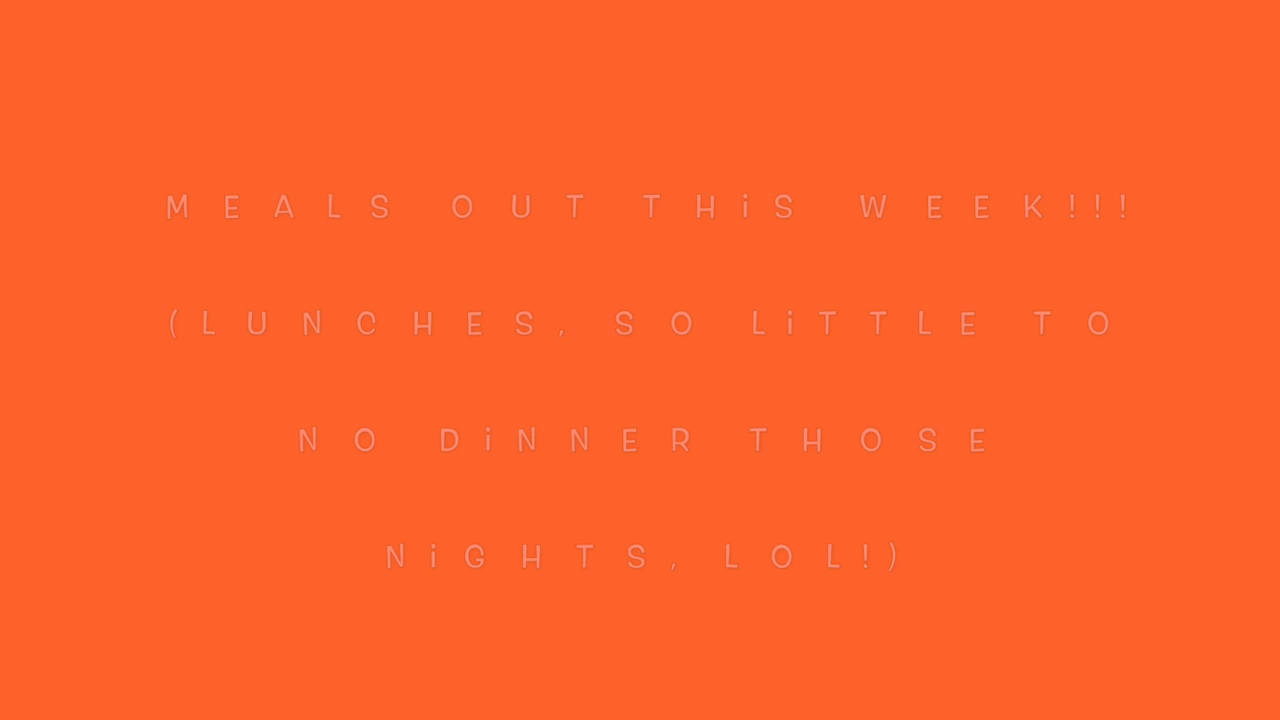 MEALS OUT THiS WEEK!!!
(LUNCHES, SO LiTTLE TO
NO DiNNER THOSE
NiGHTS, LOL!)